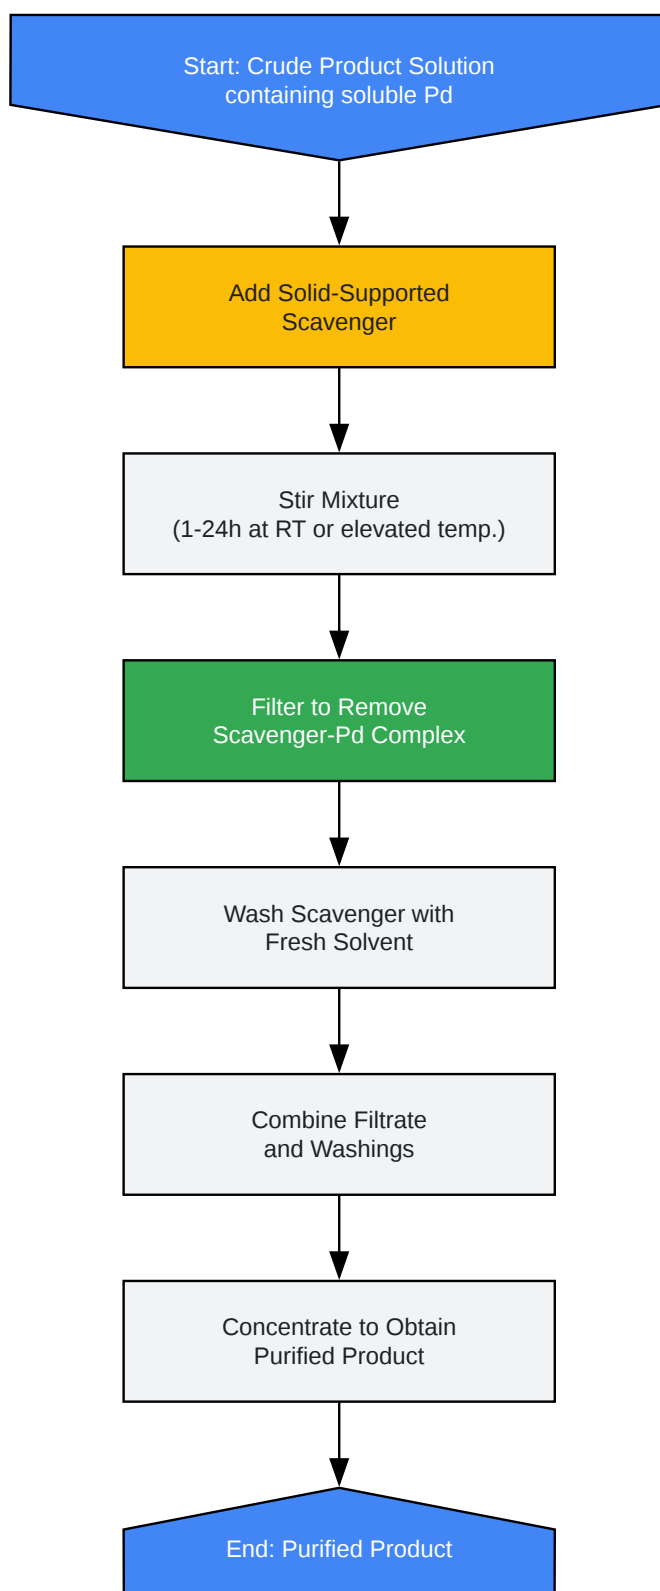 Start: Crude Product Solution
containing soluble Pd
Add Solid-Supported
Scavenger
Stir Mixture
(1-24h at RT or elevated temp.)
Filter to Remove
Scavenger-Pd Complex
Wash Scavenger with
Fresh Solvent
Combine Filtrate
and Washings
Concentrate to Obtain
Purified Product
End: Purified Product